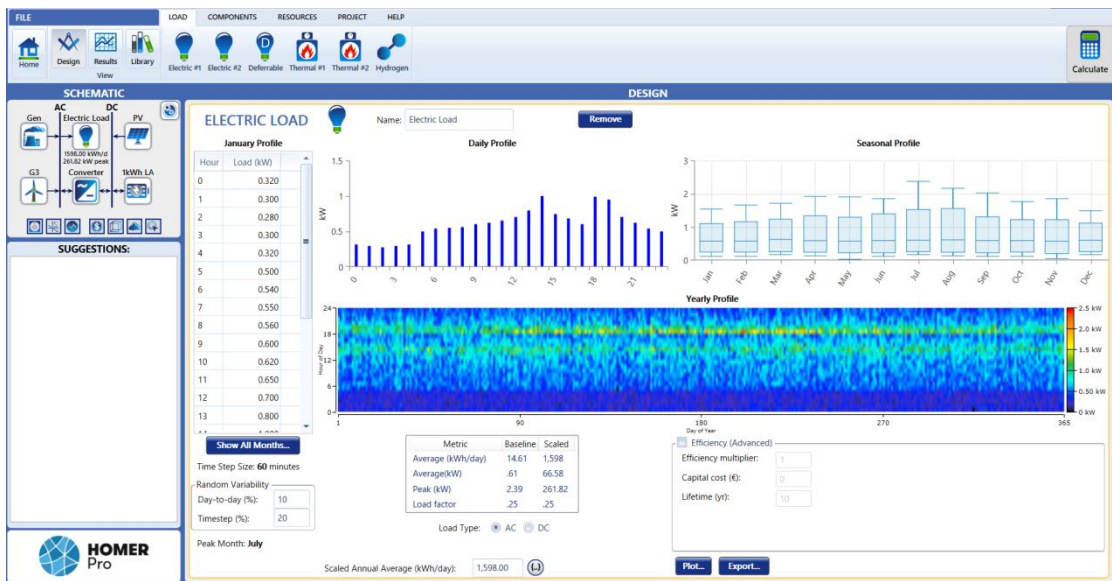 FILE
LOAD COMPONENTS RESOURCES PROJECT HELP
Home Design Results Library Electric #1 Electric #2 Deferrable Thermal #1 Thermal #2 Hydrogen Calculate
View
SCHEMATIC
DESIGN
AC DC
Gen Electric Load PV
1598.00 kWh/d
261.82 kW peak
G3 Converter 1kWh LA
SUGGESTIONS:
HOMER
Pro
ELECTRIC LOAD
Name: Electric Load
Remove
January Profile
Hour Load (kW)
0 0.320
1 0.300
2 0.280
3 0.300
4 0.320
5 0.500
6 0.540
7 0.550
8 0.560
9 0.600
10 0.620
11 0.650
12 0.700
13 0.800
Show All Months...
Time Step Size: 60 minutes
Random Variability
Day-to-day (%): 10
Timestep (%): 20
Peak Month: July
Daily Profile
kW
1.5
1
0.5
0
0 3 6 9 12 15 18 21
Seasonal Profile
kW
3
2
1
0
Jan Feb Mar Apr May Jun Jul Aug Sep Oct Nov Dec
Yearly Profile
Hour of Day
24
18
12
6
0
1 90 180 270 365
Day of Year
2.5 kW
2.0 kW
1.5 kW
1.0 kW
0.50 kW
0 kW
Metric Baseline Scaled
Average (kWh/day) 14.61 1,598
Average(kW) .61 66.58
Peak (kW) 2.39 261.82
Load factor .25 .25
Load Type: AC DC
Scaled Annual Average (kWh/day): 1,598.00 {..}
Efficiency (Advanced)
Efficiency multiplier: 1
Capital cost (€): 0
Lifetime (yr): 10
Plot... Export...